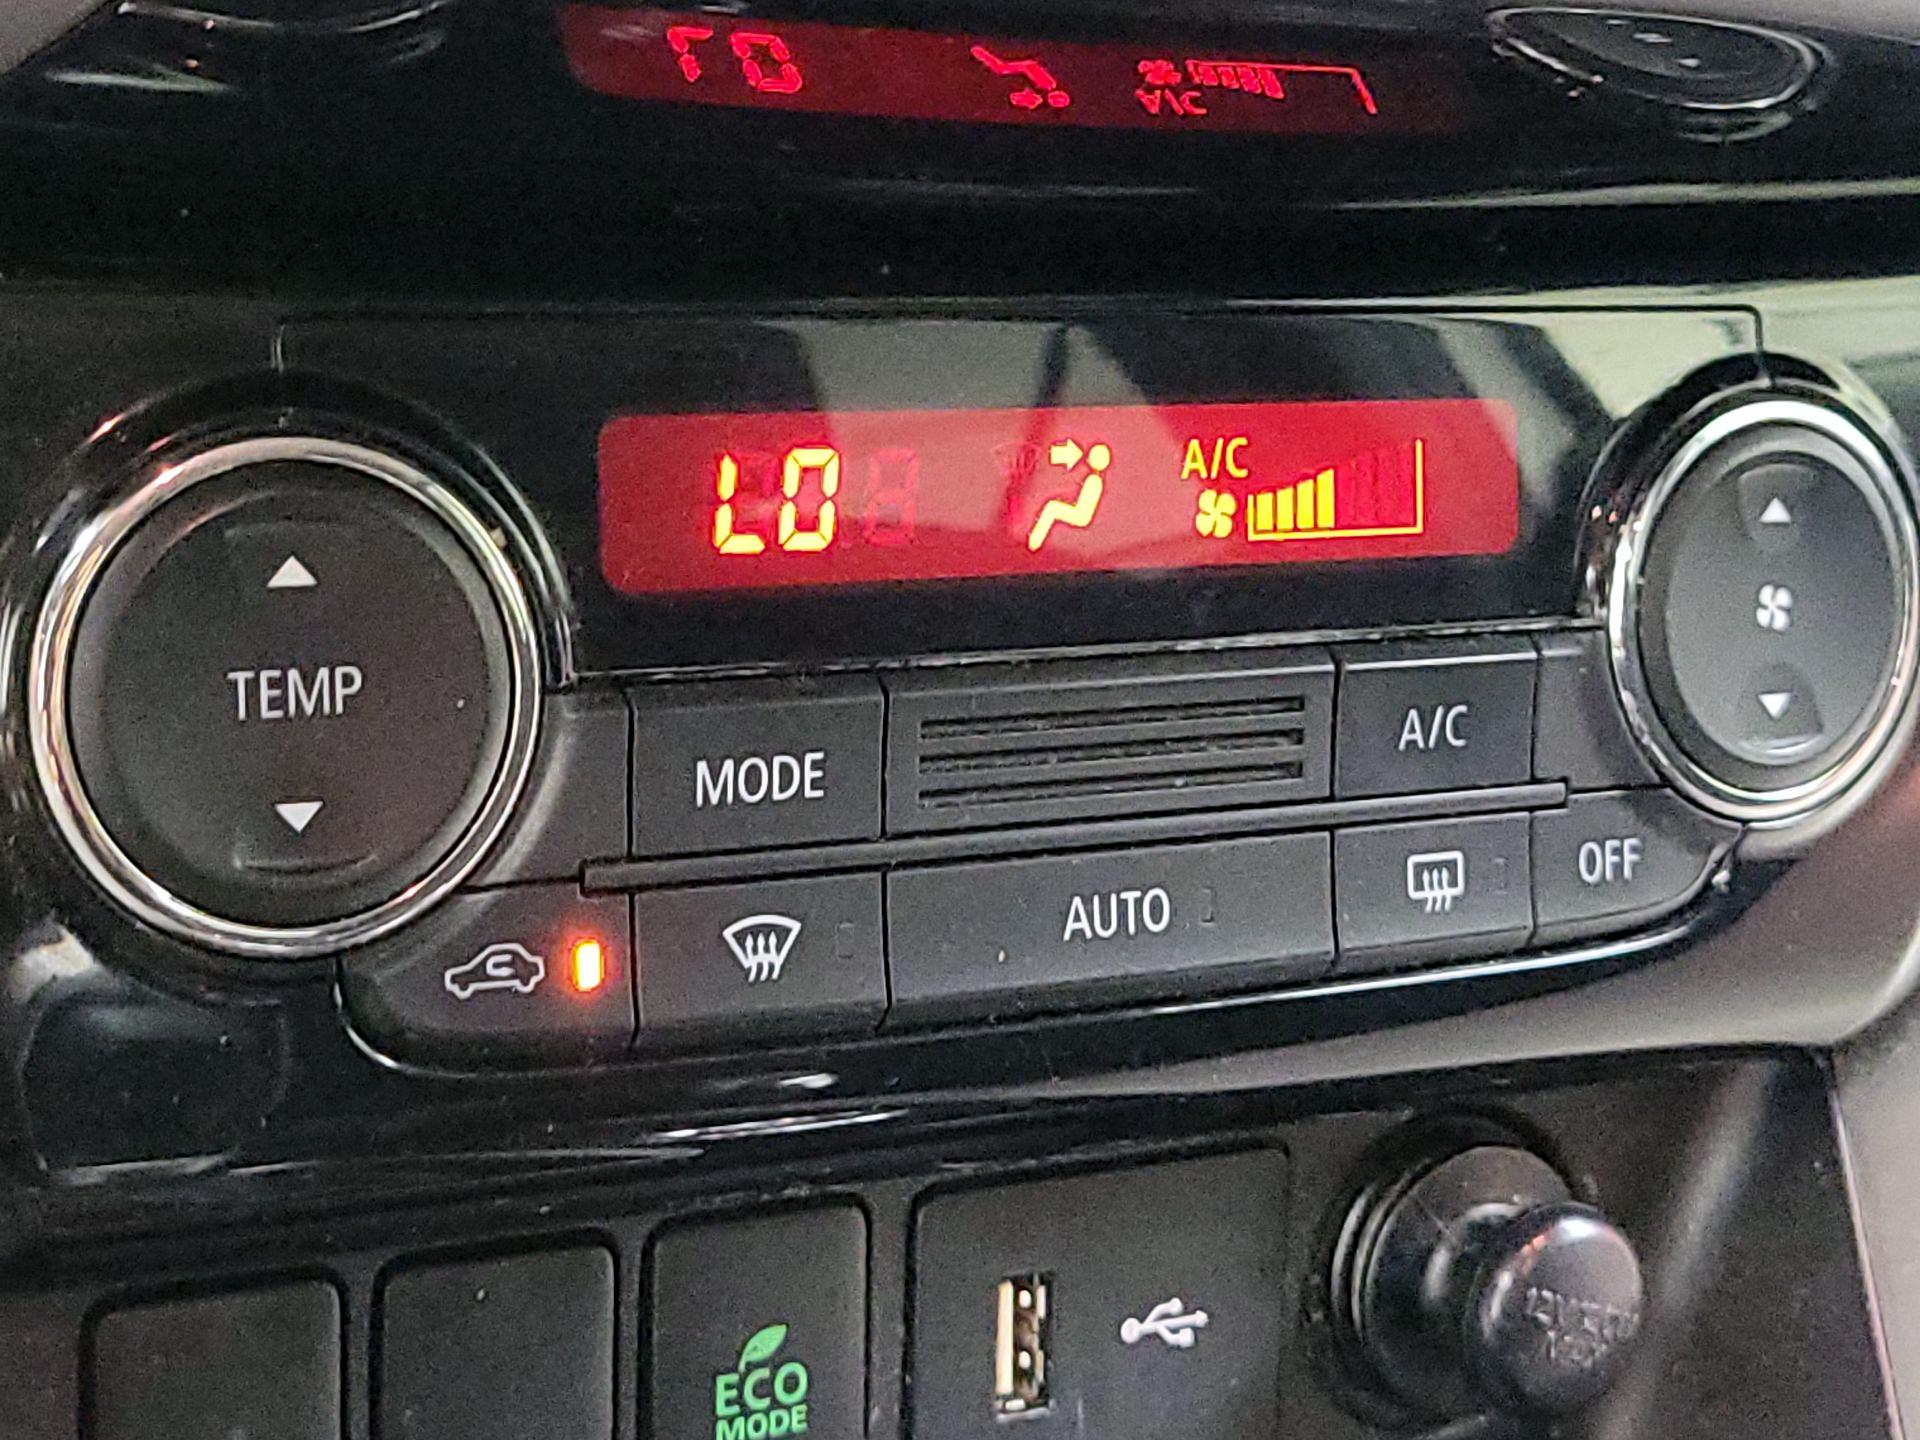 LO
A/C
TEMP
MODE
A/C
AUTO
OFF
ECO
MODE